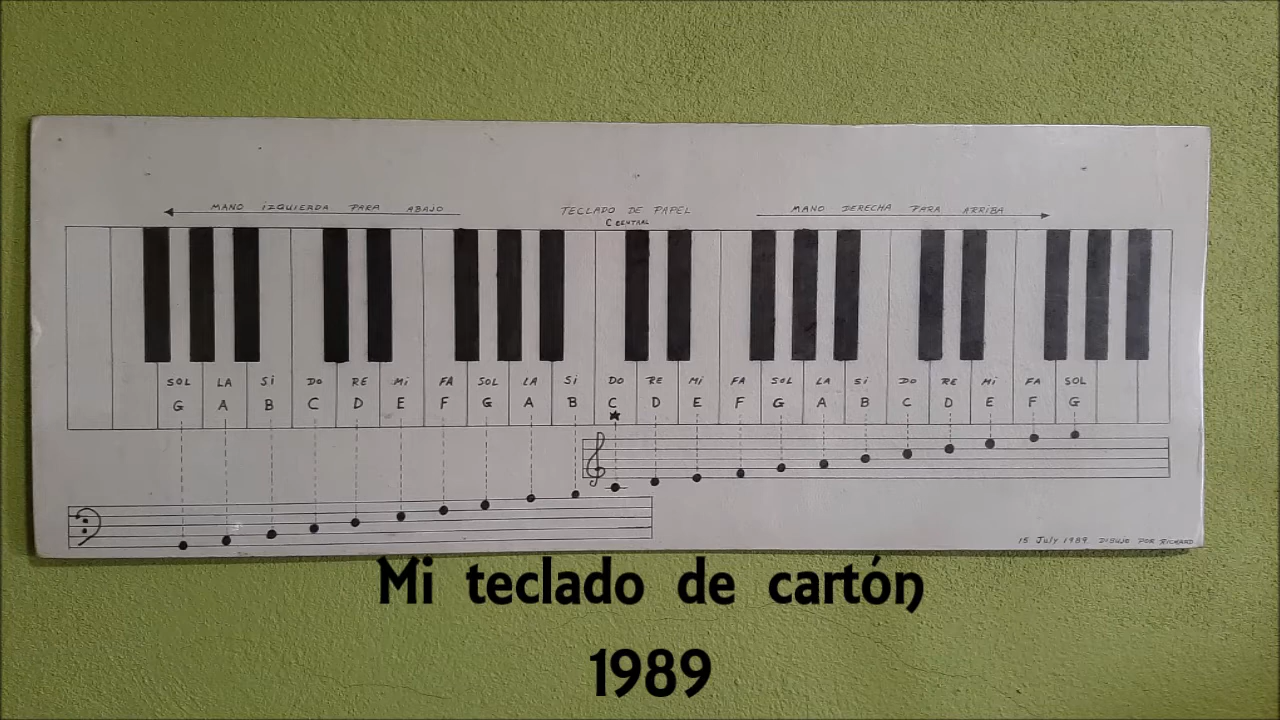 MANO IZQUIERDA PARA ABAJO TECLADO DE PAPEL MANO DERECHA PARA ARRIBA
C CENTRAL
SOL LA Si DO RE Mi FA SOL LA Si DO RE Mi FA SOL LA Si DO RE Mi FA SOL
G A B C D E F G A B C D E F G A B C D E F G
15 July 1989. DIBUJO POR RICHARD
Mi teclado de cartón
1989